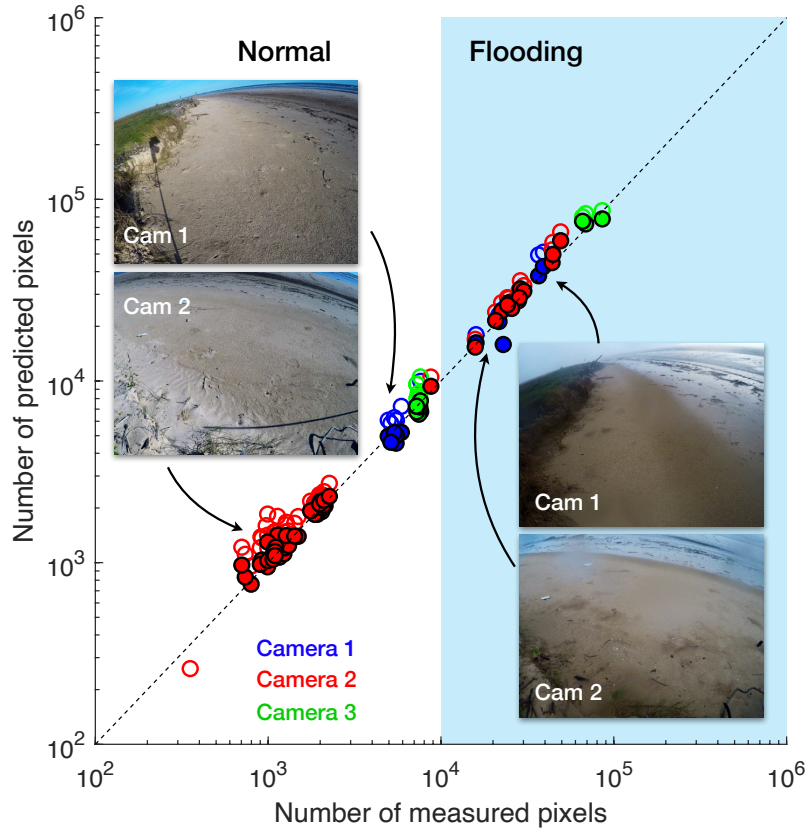 10^6
10^5
10^4
10^3
10^2
Number of predicted pixels
Normal
Flooding
Cam 1
Cam 2
Cam 1
Cam 2
Camera 1
Camera 2
Camera 3
10^2 10^3 10^4 10^5 10^6
Number of measured pixels